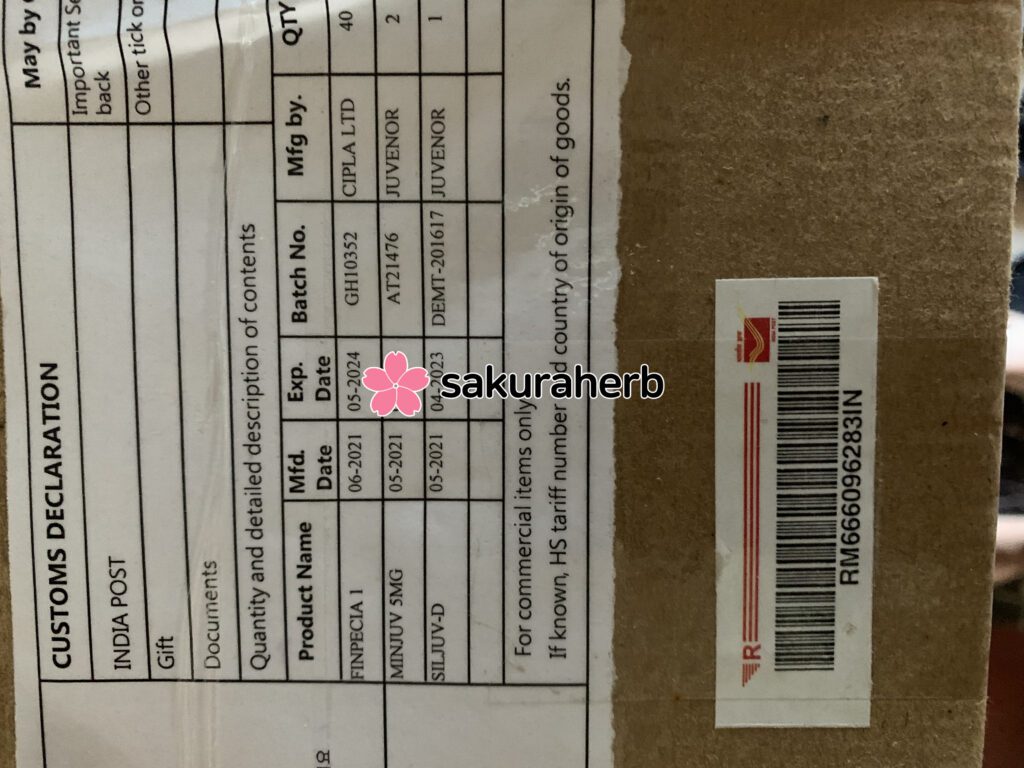 May by
CUSTOMS DECLARATION
Important
back
INDIA POST
Gift
Other tick
Documents
Quantity and detailed description of contents
Product Name Mfd. Date Exp. Date Batch No. Mfg by. QTY
FINPECIA 1 06-2021 05-2024 GH10352 CIPLA LTD 40
MINJUV 5MG 05-2021 AT21476 JUVENOR 2
SILJUV-D 05-2021 04-2023 DEMT-201617 JUVENOR 1
For commercial items only
If known, HS tariff number country of origin of goods.
sakuraherb
R
RM666096283IN
요